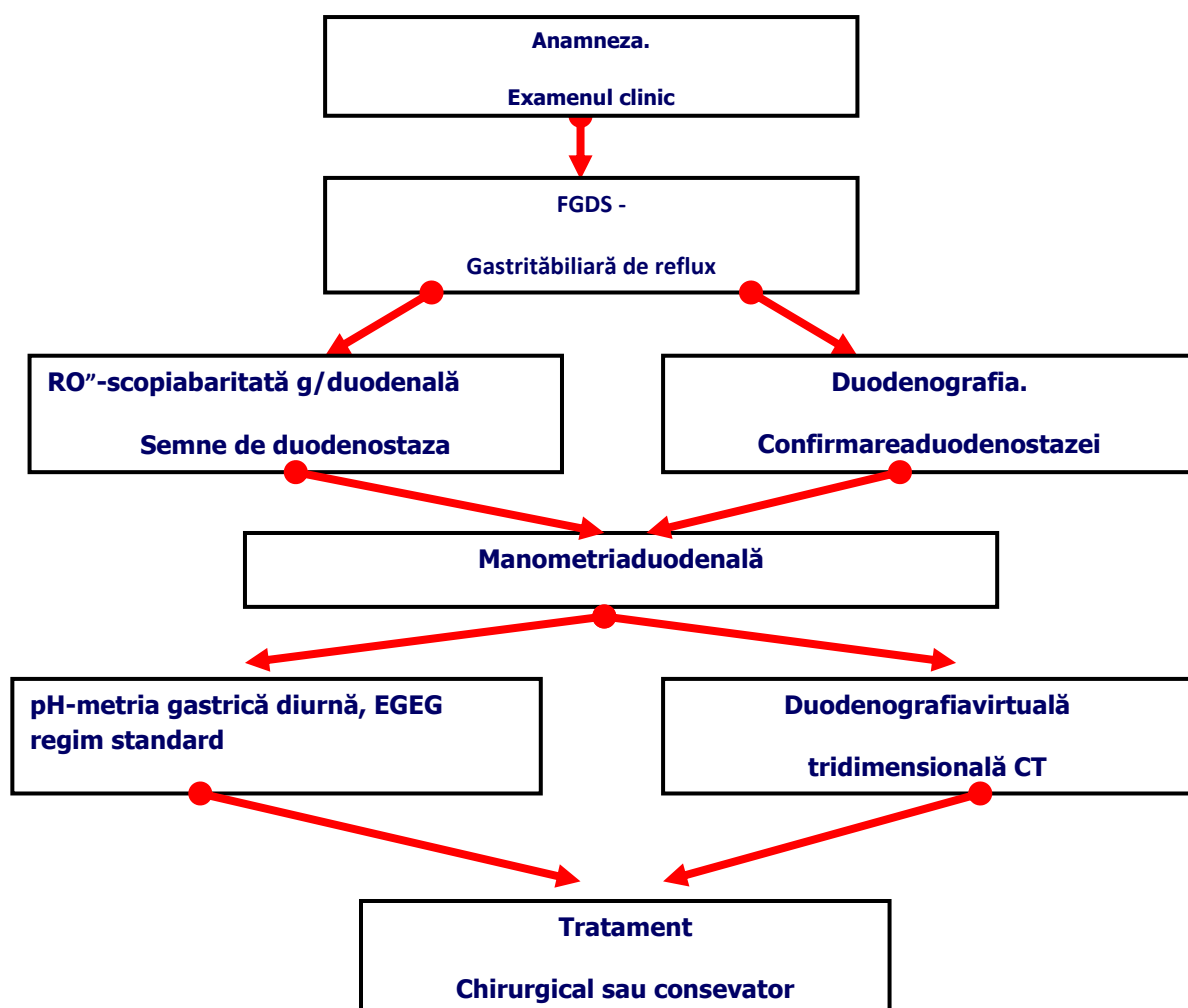 Anamneza.
Examenul clinic
FGDS -
Gastrităbiliară de reflux
RO”-scopiabaritată g/duodenală
Semne de duodenostaza
Duodenografia.
Confirmareaduodenostazei
Manometriaduodenală
pH-metria gastrică diurnă, EGEG
regim standard
Duodenografiavirtuală
tridimensională CT
Tratament
Chirurgical sau consevator